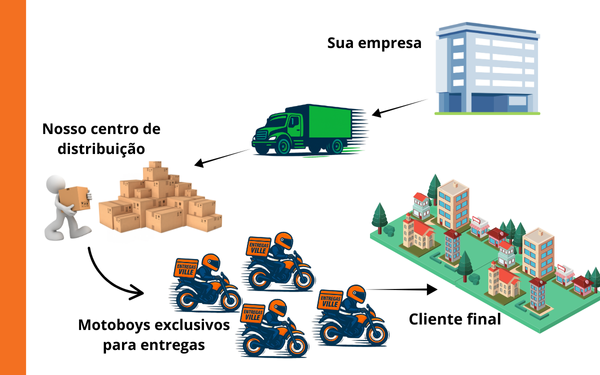 Sua empresa
Nosso centro de
distribuição
ENTREGAS
VILLE
ENTREGAS
VILLE
ENTREGAS
VILLE
ENTREGAS
VILLE
Motoboys exclusivos
para entregas
Cliente final